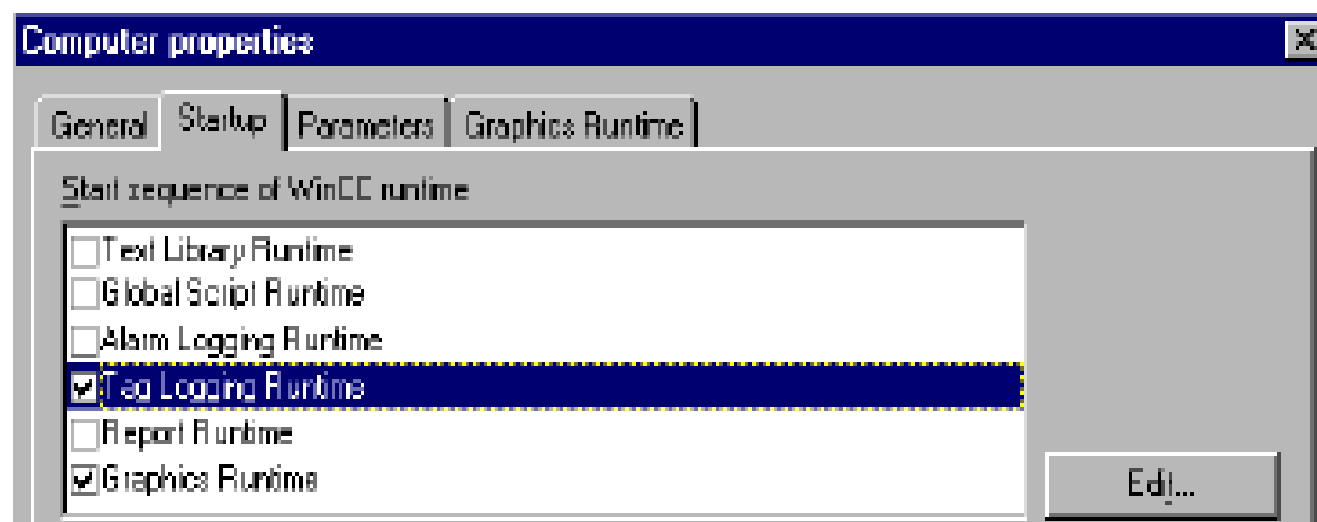 Computer properties
General Startup Parameters Graphics Runtime
Start sequence of WinCC runtime
Text Library Runtime
Global Script Runtime
Alarm Logging Runtime
Tag Logging Runtime
Report Runtime
Graphics Runtime
Edit...